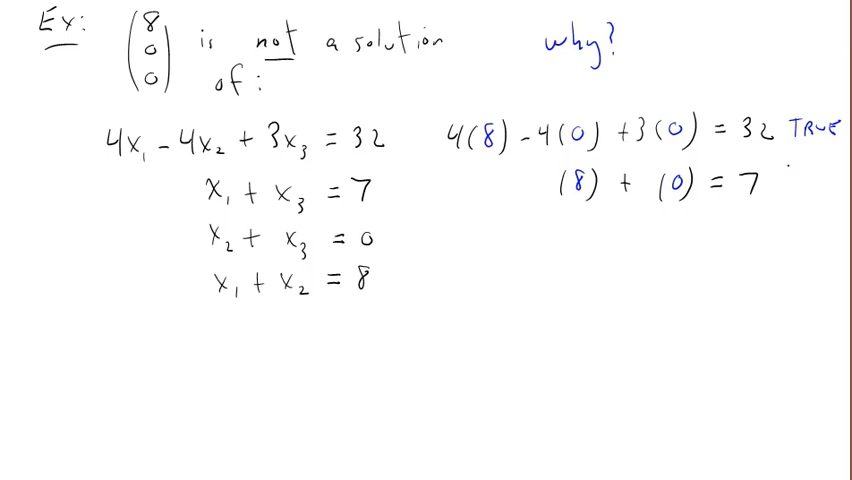 Ex: (8 0 0) is not a solution of: why?
4x₁ - 4x₂ + 3x₃ = 32
x₁ + x₃ = 7
x₂ + x₃ = 0
x₁ + x₂ = 8
4(8) - 4(0) + 3(0) = 32 TRUE
(8) + (0) = 7